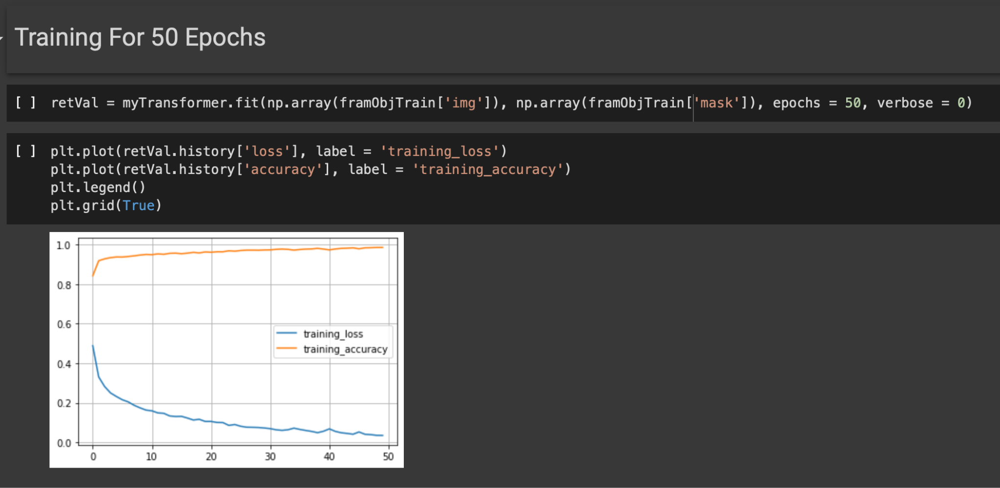 Training For 50 Epochs
[ ] retVal = myTransformer.fit(np.array(framObjTrain['img']), np.array(framObjTrain['mask']), epochs = 50, verbose = 0)
[ ] plt.plot(retVal.history['loss'], label = 'training_loss')
plt.plot(retVal.history['accuracy'], label = 'training_accuracy')
plt.legend()
plt.grid(True)
1.0
0.8
0.6
0.4
0.2
0.0
training_loss
training_accuracy
0 10 20 30 40 50